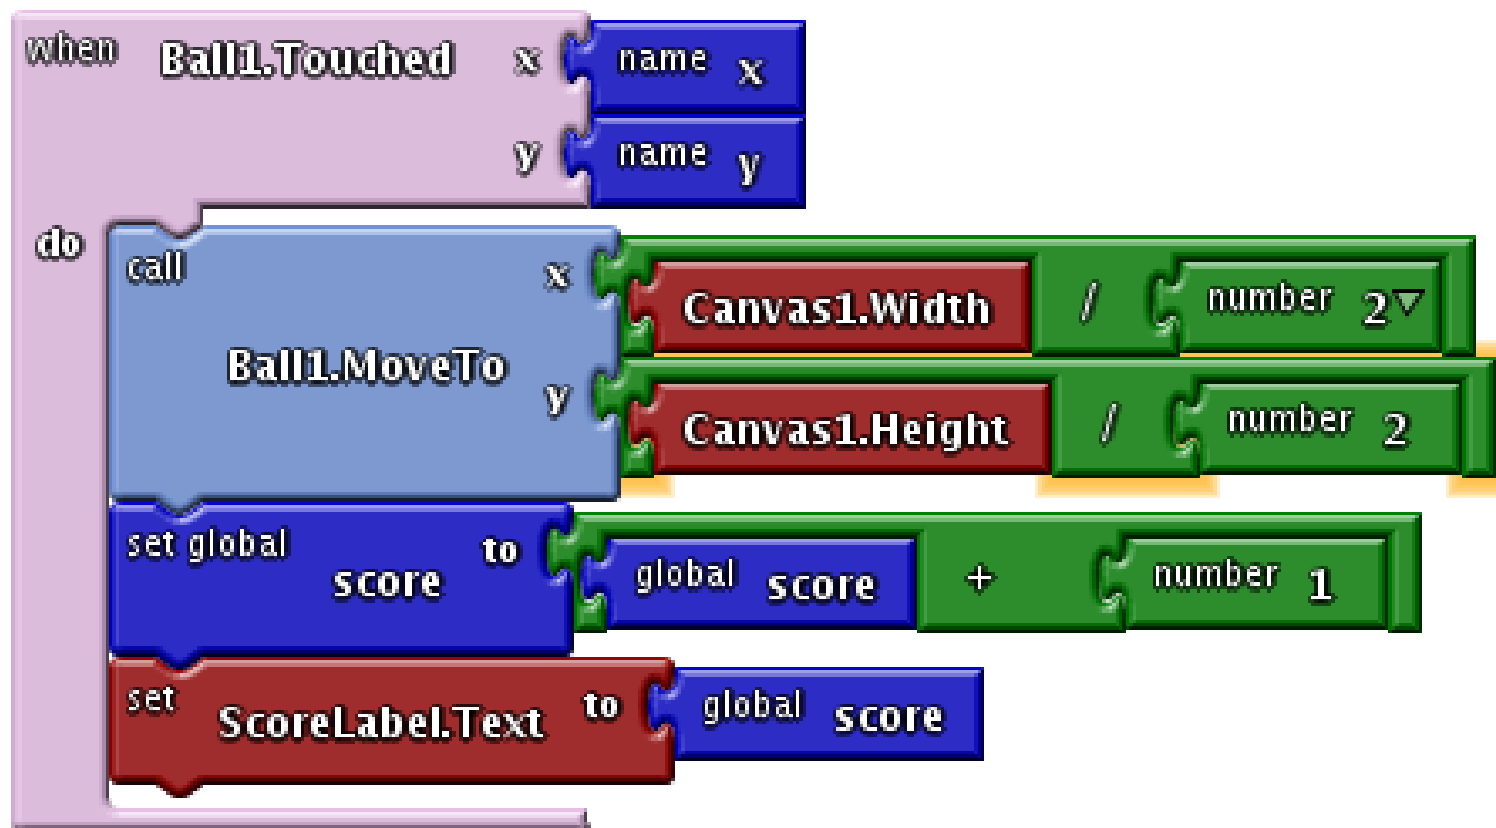 when Ball1.Touched x name x
y name y
do
call Ball1.MoveTo x Canvas1.Width / number 2
y Canvas1.Height / number 2
set global score to global score + number 1
set ScoreLabel.Text to global score